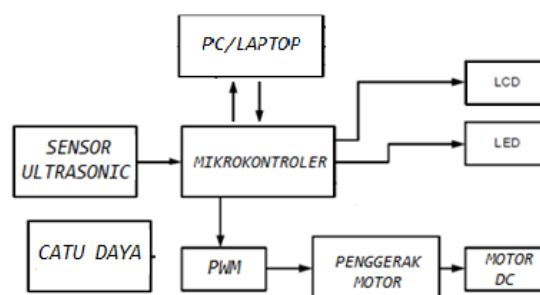 PC/LAPTOP
LCD
LED
SENSOR
ULTRASONIC
MIKROKONTROLER
CATU DAYA
PWM
PENGGERAK
MOTOR
MOTOR
DC